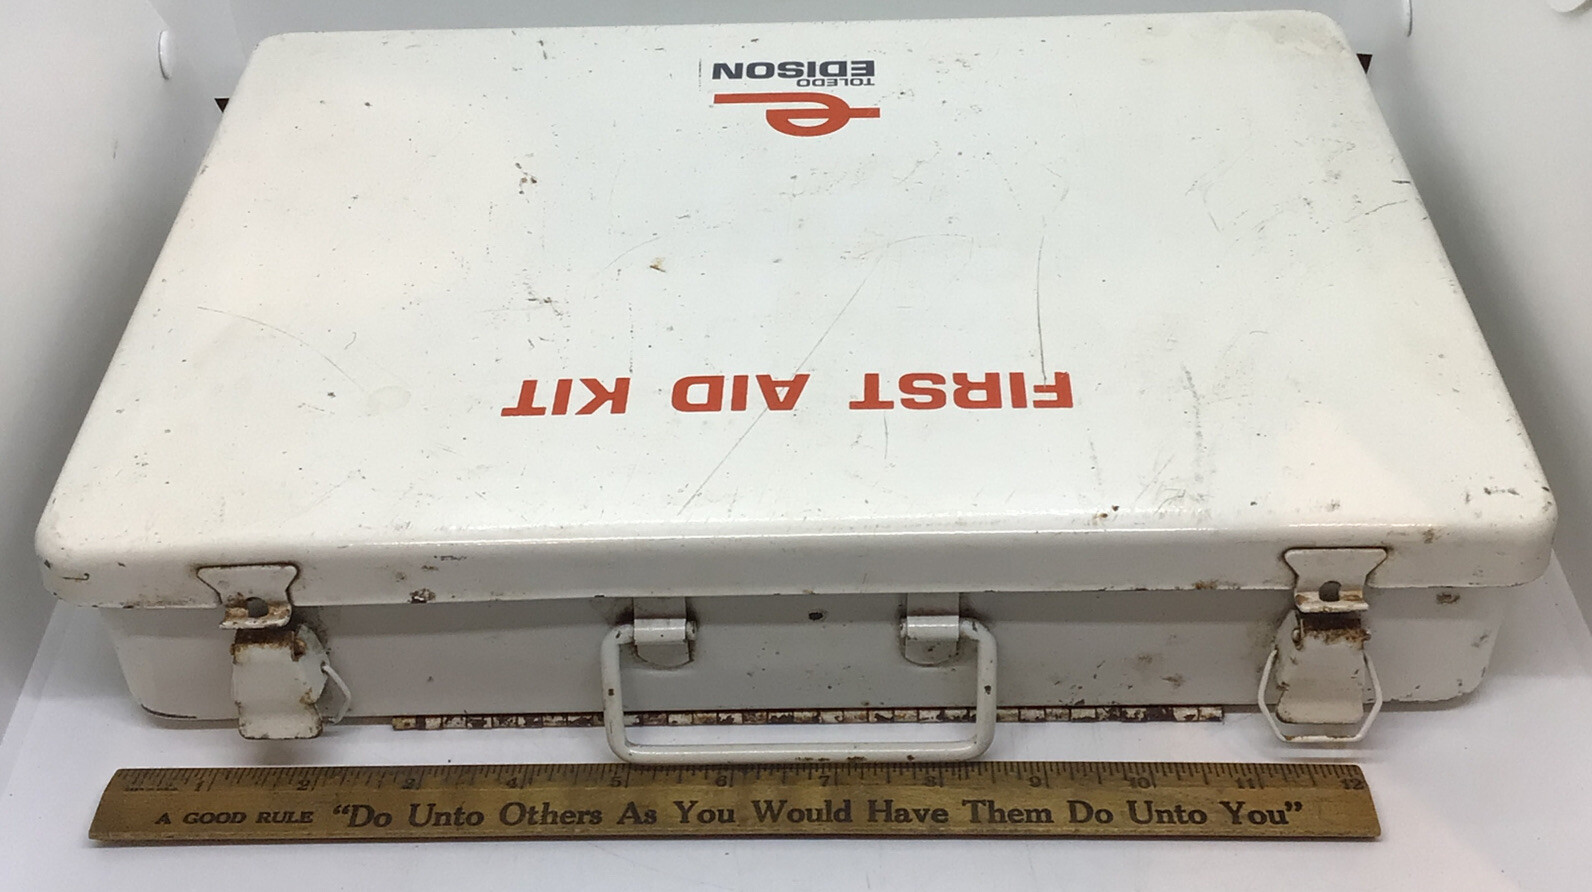 TOLEDO
EDISON
FIRST AID KIT
1 2 3 4 5 6 7 8 9 10 11 12
A GOOD RULE “Do Unto Others As You Would Have Them Do Unto You”